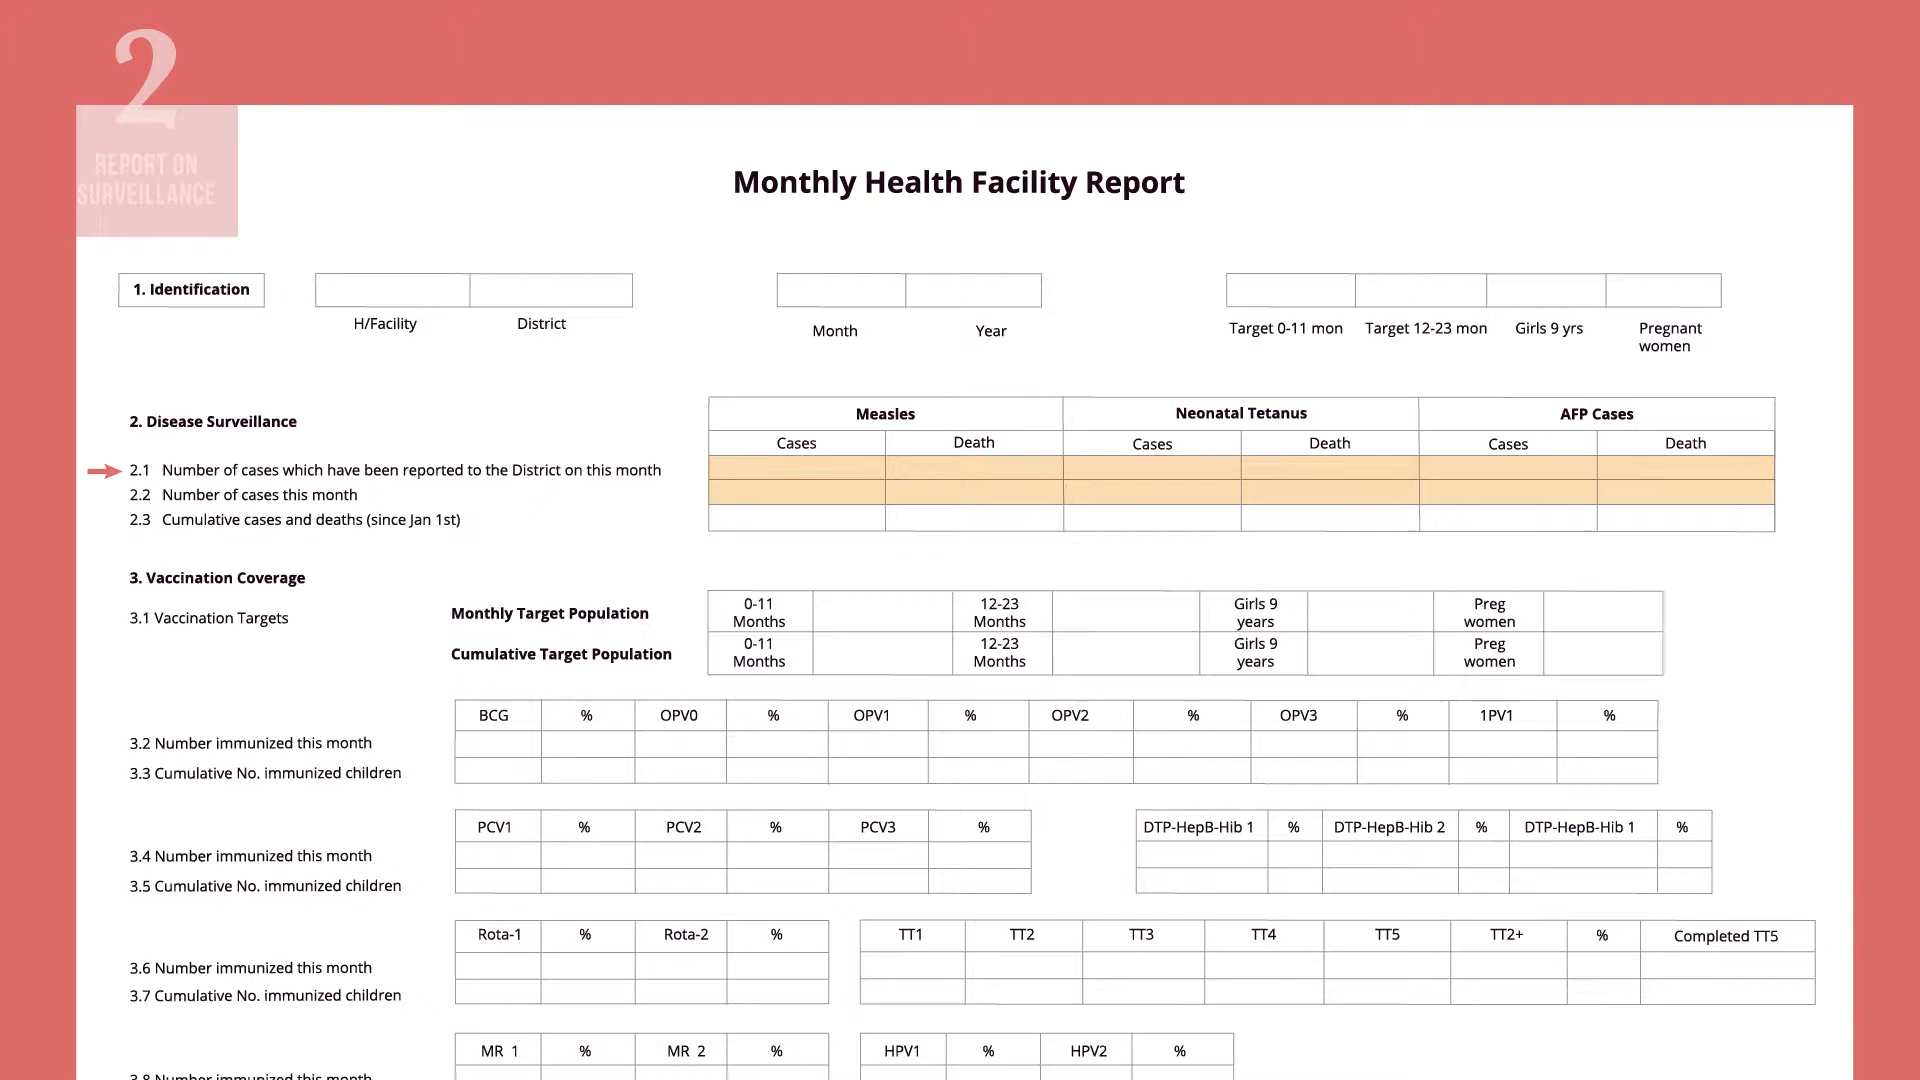 2
REPORT ON
SURVEILLANCE
Monthly Health Facility Report
1. Identification
H/Facility District
Month Year
Target 0-11 mon Target 12-23 mon Girls 9 yrs Pregnant
women
2. Disease Surveillance
Measles Neonatal Tetanus AFP Cases
Cases Death Cases Death Cases Death
2.1 Number of cases which have been reported to the District on this month
2.2 Number of cases this month
2.3 Cumulative cases and deaths (since Jan 1st)
3. Vaccination Coverage
3.1 Vaccination Targets
Monthly Target Population 0-11 Months 12-23 Months Girls 9 years Preg women
Cumulative Target Population 0-11 Months 12-23 Months Girls 9 years Preg women
BCG % OPV0 % OPV1 % OPV2 % OPV3 % 1PV1 %
3.2 Number immunized this month
3.3 Cumulative No. immunized children
PCV1 % PCV2 % PCV3 % DTP-HepB-Hib 1 % DTP-HepB-Hib 2 % DTP-HepB-Hib 1 %
3.4 Number immunized this month
3.5 Cumulative No. immunized children
Rota-1 % Rota-2 % TT1 TT2 TT3 TT4 TT5 TT2+ % Completed TT5
3.6 Number immunized this month
3.7 Cumulative No. immunized children
MR 1 % MR 2 % HPV1 % HPV2 %
3.8 Number immunized this month